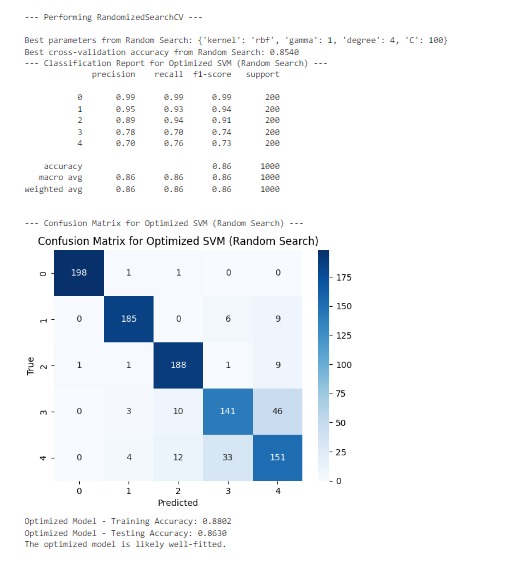 --- Performing RandomizedSearchCV ---
Best parameters from Random Search: {'kernel': 'rbf', 'gamma': 1, 'degree': 4, 'C': 100}
Best cross-validation accuracy from Random Search: 0.8540
--- Classification Report for Optimized SVM (Random Search) ---
precision recall f1-score support
0 0.99 0.99 0.99 200
1 0.95 0.93 0.94 200
2 0.89 0.94 0.91 200
3 0.78 0.70 0.74 200
4 0.70 0.76 0.73 200
accuracy 0.86 1000
macro avg 0.86 0.86 0.86 1000
weighted avg 0.86 0.86 0.86 1000
--- Confusion Matrix for Optimized SVM (Random Search) ---
Confusion Matrix for Optimized SVM (Random Search)
0 198 1 1 0 0
1 0 185 0 6 9
2 1 1 188 1 9
3 0 3 10 141 46
4 0 4 12 33 151
0 1 2 3 4
True
Predicted
175
150
125
100
75
50
25
0
Optimized Model - Training Accuracy: 0.8802
Optimized Model - Testing Accuracy: 0.8630
The optimized model is likely well-fitted.